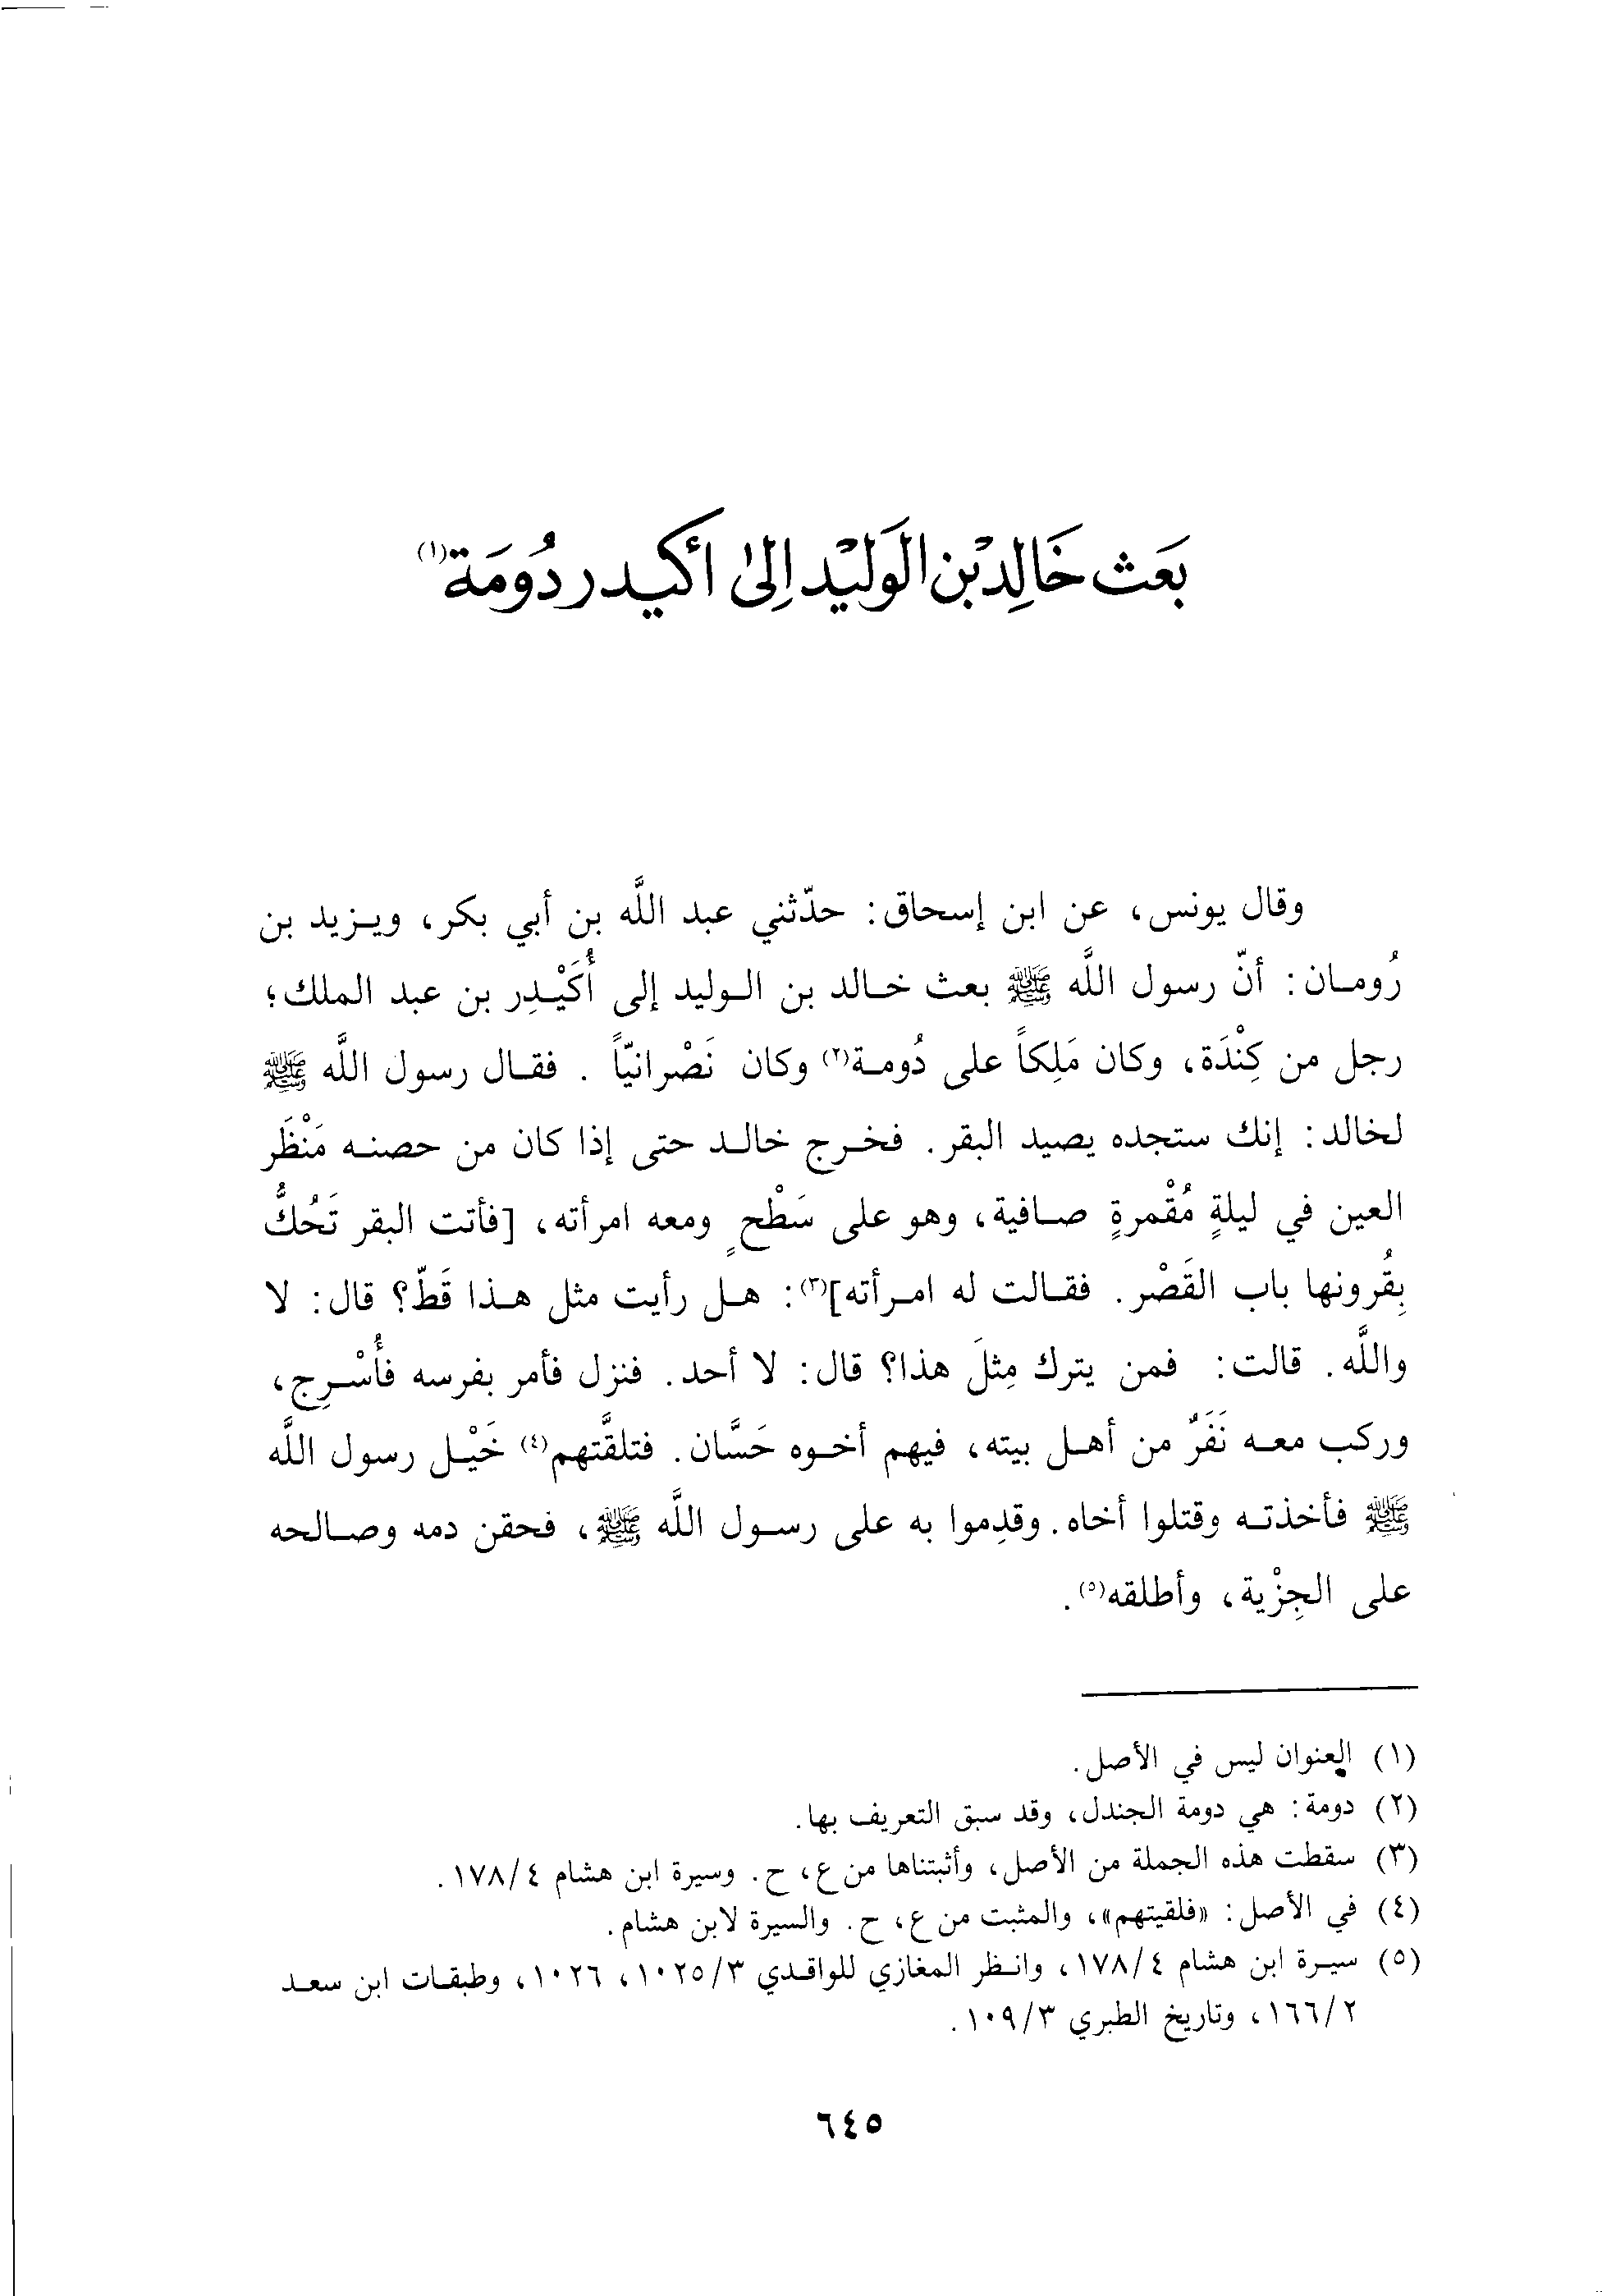 بَعَث خَالِد بْن الوَليْد إلىٰ أكيدر دُومَة(١)
وقال يونس، عن ابن إسحاق: حدّثني عبد اللَّه بن أبي بكر، ويزيد بن
رُومان: أنّ رسول اللَّه ﷺ بعث خالد بن الوليد إلى أُكَيْدِر بن عبد الملك؛
رجل من كِنْدَة، وكان مَلِكاً على دُومة(٢) وكان نَصْرانيّاً. فقال رسول اللَّه ﷺ
لخالد: إنك ستجده يصيد البقر. فخرج خالد حتى إذا كان من حصنه مَنْظَر
العين في ليلةٍ مُقْمرةٍ صافية، وهو على سَطْحٍ ومعه امرأته، [فأتت البقر تَحُكُّ
بِقُرونها باب القَصْر. فقالت له امرأته](٣): هل رأيت مثل هذا قَطّ؟ قال: لا
واللَّه. قالت: فمن يترك مِثلَ هذا؟ قال: لا أحد. فنزل فأمر بفرسه فأُسْرِج،
وركب معه نَفَرٌ من أهل بيته، فيهم أخوه حَسَّان. فتلقَّتهم(٤) خَيْل رسول اللَّه
ﷺ فأخذته وقتلوا أخاه. وقدِموا به على رسول اللَّه ﷺ، فحقن دمه وصالحه
على الجِزْية، وأطلقه(٥).
(١) العنوان ليس في الأصل.
(٢) دومة: هي دومة الجندل، وقد سبق التعريف بها.
(٣) سقطت هذه الجملة من الأصل، وأثبتناها من ع، ح. وسيرة ابن هشام ١٧٨/٤.
(٤) في الأصل: «فلقيتهم»، والمثبت من ع، ح. والسيرة لابن هشام.
(٥) سيرة ابن هشام ١٧٨/٤، وانظر المغازي للواقدي ١٠٢٥/٣، ١٠٢٦، وطبقات ابن سعد
١٦٦/٢، وتاريخ الطبري ١٠٩/٣.
٦٤٥